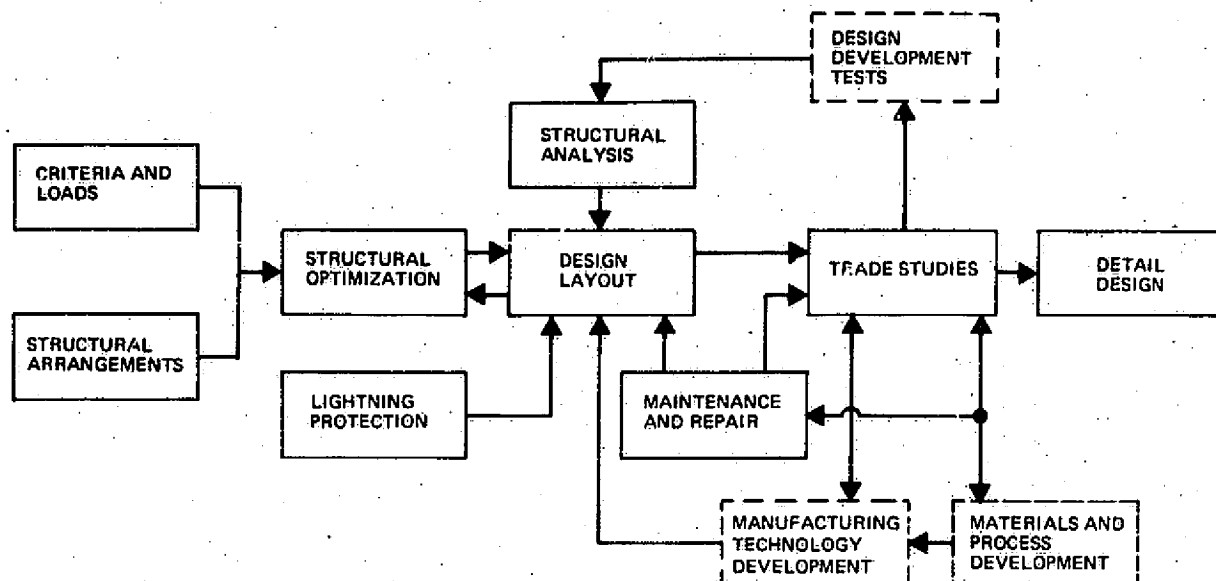 DESIGN
DEVELOPMENT
TESTS
STRUCTURAL
ANALYSIS
CRITERIA AND
LOADS
STRUCTURAL
OPTIMIZATION
DESIGN
LAYOUT
TRADE STUDIES
DETAIL
DESIGN
STRUCTURAL
ARRANGEMENTS
LIGHTNING
PROTECTION
MAINTENANCE
AND REPAIR
MANUFACTURING
TECHNOLOGY
DEVELOPMENT
MATERIALS AND
PROCESS
DEVELOPMENT